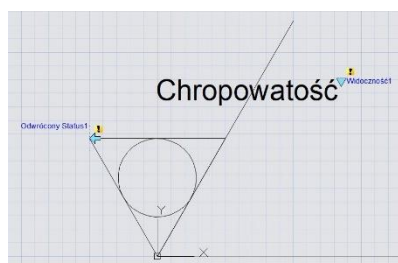 Chropowatość
Widoczność1
Odwrócony Status1
Y
X